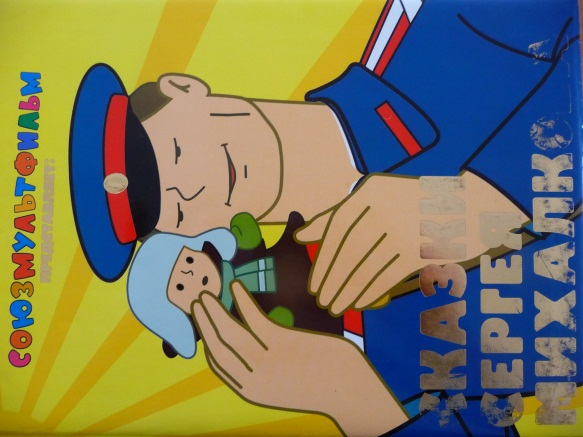 СОЮЗМУЛЬТФИЛЬМ
ПРЕДСТАВЛЯЕТ:
СКАЗКИ
СЕРГЕЯ
МИХАЛКО